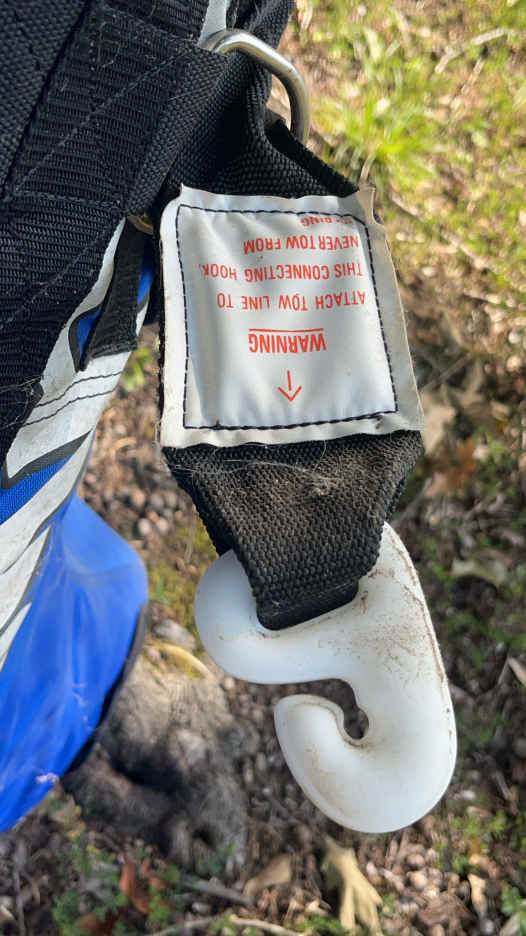 WARNING
ATTACH TOW LINE TO
THIS CONNECTING HOOK.
NEVER TOW FROM
RING